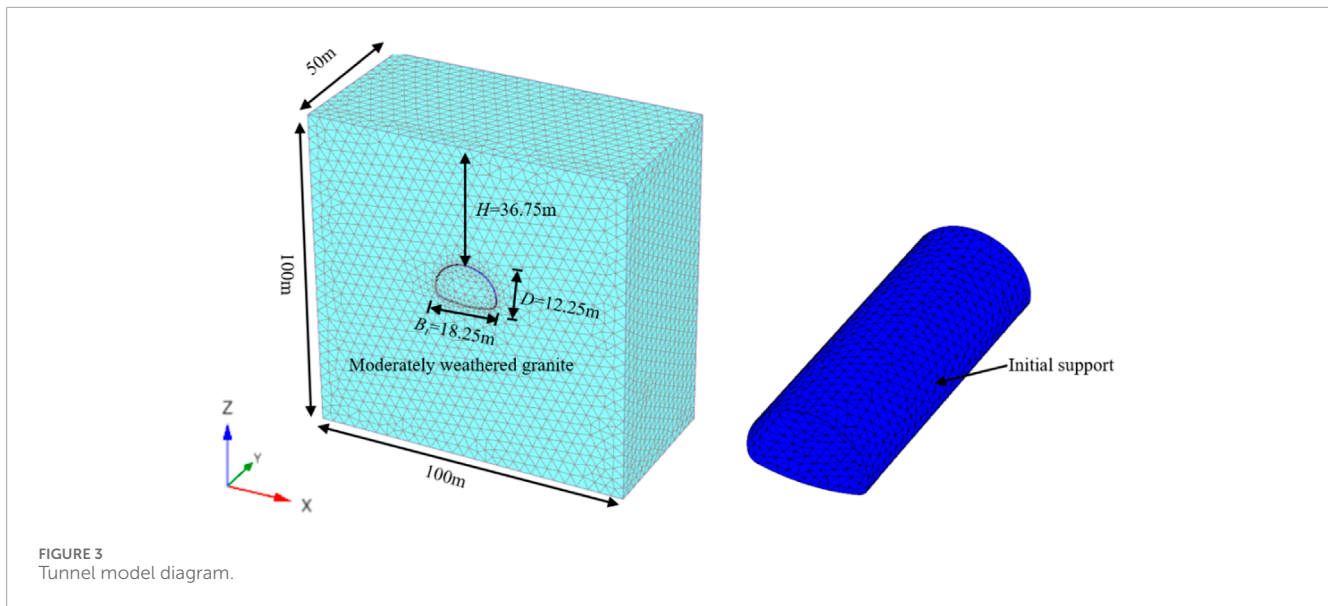 50m
100m
H=36.75m
D=12.25m
Bt=18.25m
Moderately weathered granite
Initial support
Z
Y
X
100m
FIGURE 3
Tunnel model diagram.